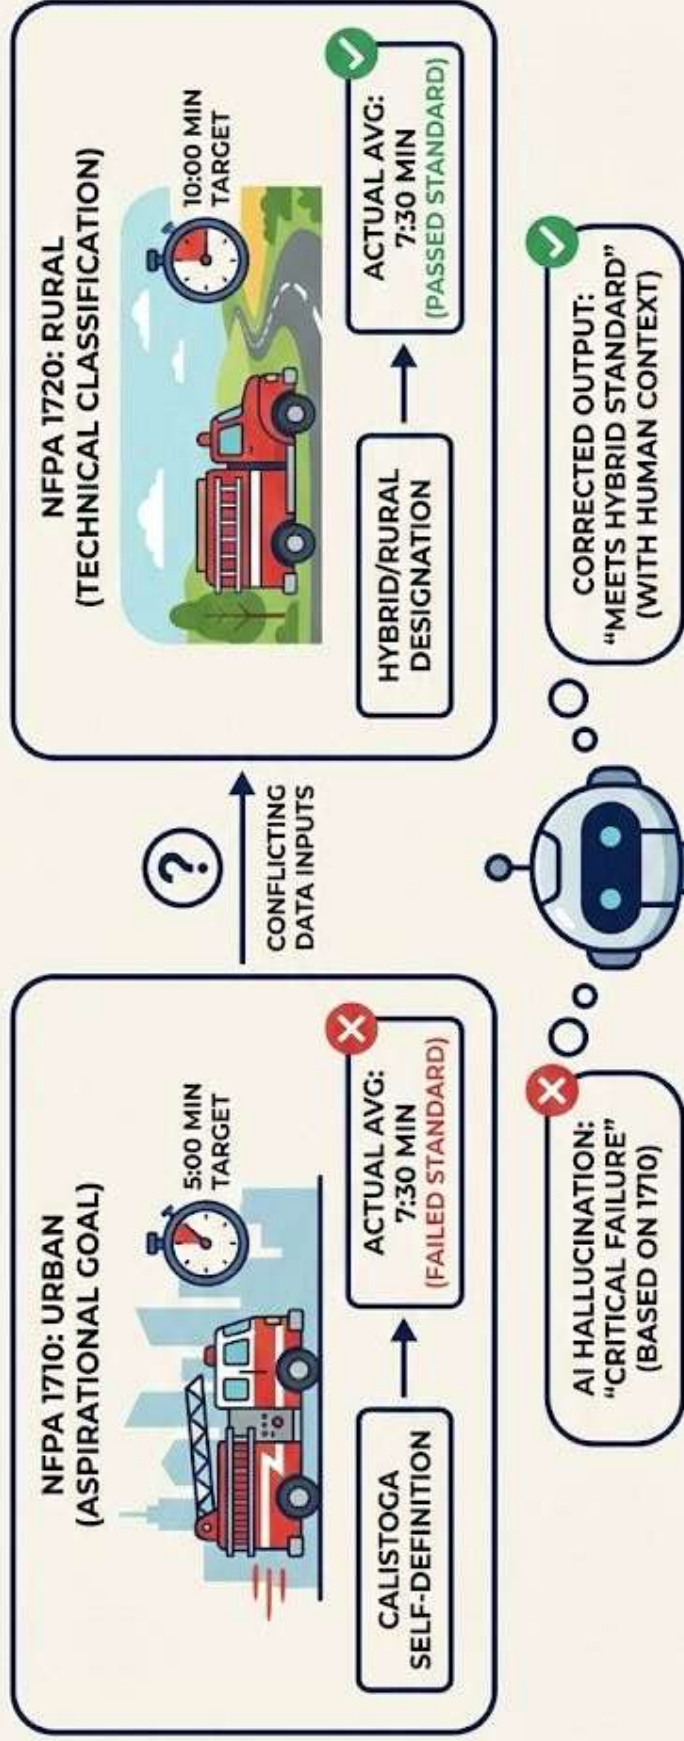 NFPA 1710: URBAN
(ASPIRATIONAL GOAL)
5:00 MIN
TARGET
CALISTOGA
SELF-DEFINITION
ACTUAL AVG:
7:30 MIN
(FAILED STANDARD)
?
CONFLICTING
DATA INPUTS
NFPA 1720: RURAL
(TECHNICAL CLASSIFICATION)
10:00 MIN
TARGET
HYBRID/RURAL
DESIGNATION
ACTUAL AVG:
7:30 MIN
(PASSED STANDARD)
AI HALLUCINATION:
“CRITICAL FAILURE”
(BASED ON 1710)
CORRECTED OUTPUT:
“MEETS HYBRID STANDARD”
(WITH HUMAN CONTEXT)